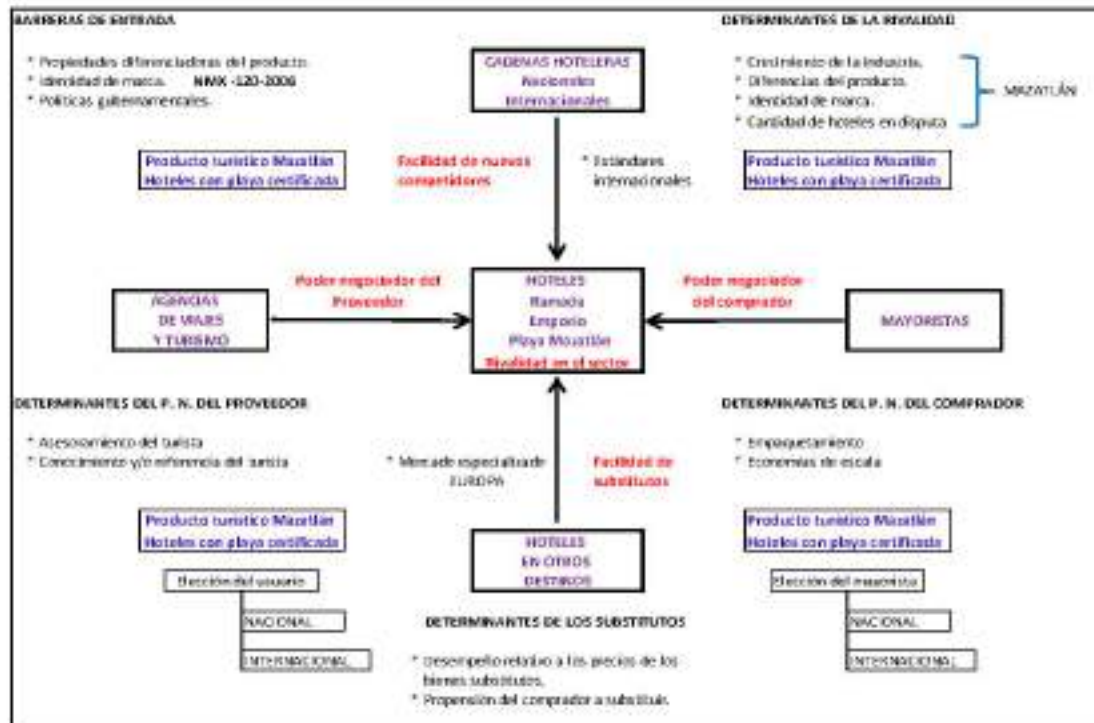 BARRERAS DE ENTRADA
* Propiedades diferenciadoras del producto.
* Identidad de marca. NMX -120-2006
* Políticas gubernamentales.
CADENAS HOTELERAS
Nacionales
Internacionales
DETERMINANTES DE LA RIVALIDAD
* Crecimiento de la industria.
* Diferencias del producto.
* Identidad de marca.
* Cantidad de hoteles en disputa
MAZATLÁN
Producto turístico Mazatlán
Hoteles con playa certificada
Facilidad de nuevos
competidores
* Estándares
internacionales
Producto turístico Mazatlán
Hoteles con playa certificada
AGENCIAS
DE VIAJES
Y TURISMO
Poder negociador del
Proveedor
HOTELES
Ramada
Emporio
Playa Mazatlán
Rivalidad en el sector
Poder negociador
del comprador
MAYORISTAS
DETERMINANTES DEL P. N. DEL PROVEEDOR
* Asesoramiento del turista
* Conocimiento y/o referencia del turista
* Mercado especializado
EUROPA
Facilidad de
substitutos
DETERMINANTES DEL P. N. DEL COMPRADOR
* Empaquetamiento
* Economías de escala
Producto turístico Mazatlán
Hoteles con playa certificada
Elección del usuario
NACIONAL
INTERNACIONAL
HOTELES
EN OTROS
DESTINOS
Producto turístico Mazatlán
Hoteles con playa certificada
Elección del mayorista
NACIONAL
INTERNACIONAL
DETERMINANTES DE LOS SUBSTITUTOS
* Desempeño relativo a los precios de los
bienes substitutos.
* Propensión del comprador a substituir.